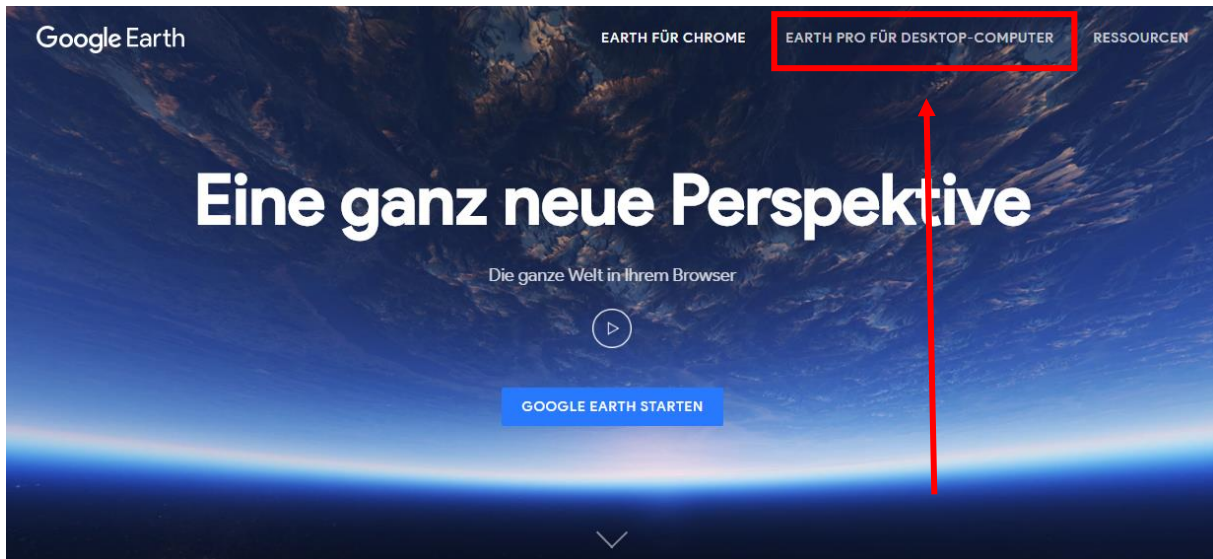 Google Earth
EARTH FÜR CHROME
EARTH PRO FÜR DESKTOP-COMPUTER
RESSOURCEN
Eine ganz neue Perspektive
Die ganze Welt in Ihrem Browser
GOOGLE EARTH STARTEN